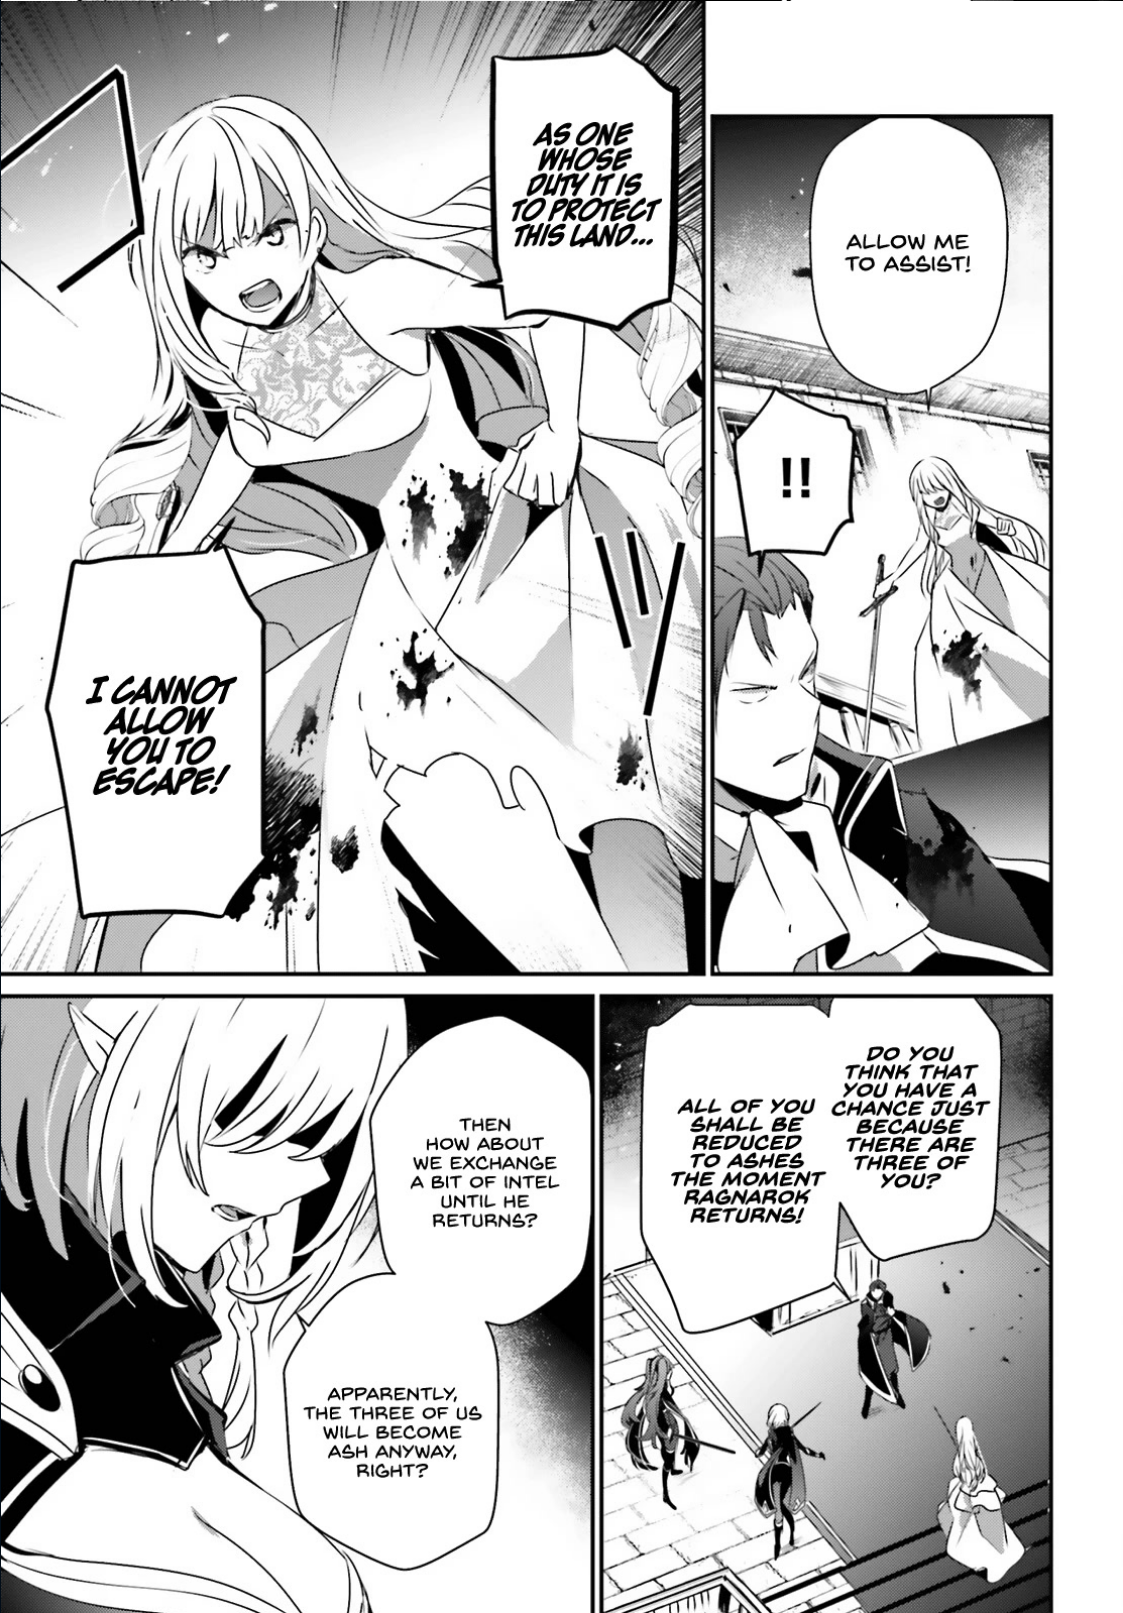 ALLOW ME
TO ASSIST!
!!
AS ONE
WHOSE
DUTY IT IS
TO PROTECT
THIS LAND...
I CANNOT
ALLOW
YOU TO
ESCAPE!
DO YOU
THINK THAT
YOU HAVE A
CHANCE JUST
BECAUSE
THERE ARE
THREE OF
YOU?
ALL OF YOU
SHALL BE
REDUCED
TO ASHES
THE MOMENT
RAGNAROK
RETURNS!
THEN
HOW ABOUT
WE EXCHANGE
A BIT OF INTEL
UNTIL HE
RETURNS?
APPARENTLY,
THE THREE OF US
WILL BECOME
ASH ANYWAY,
RIGHT?